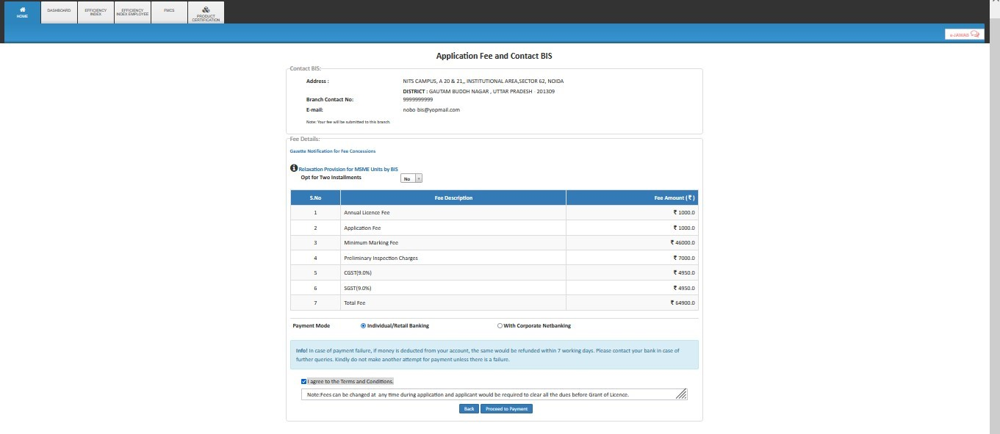 HOME
DASHBOARD
EFFICIENCY
INDEX
EFFICIENCY
INDEX EMPLOYEE
FMCS
PRODUCT
CERTIFICATION
e-JAWAB
Application Fee and Contact BIS
Contact BIS:
Address : NITS CAMPUS, A 20 & 21,, INSTITUTIONAL AREA,SECTOR 62, NOIDA
DISTRICT : GAUTAM BUDDH NAGAR , UTTAR PRADESH - 201309
Branch Contact No: 9999999999
E-mail: nobo-bis@yopmail.com
Note: Your fee will be submitted to this branch.
Fee Details:
Gazette Notification for Fee Concessions
Relaxation Provision for MSME Units by BIS
Opt for Two Installments No
S.No Fee Description Fee Amount ( ₹ )
1 Annual Licence Fee ₹ 1000.0
2 Application Fee ₹ 1000.0
3 Minimum Marking Fee ₹ 46000.0
4 Preliminary Inspection Charges ₹ 7000.0
5 CGST(9.0%) ₹ 4950.0
6 SGST(9.0%) ₹ 4950.0
7 Total Fee ₹ 64900.0
Payment Mode Individual/Retail Banking With Corporate Netbanking
Info! In case of payment failure, if money is deducted from your account, the same would be refunded within 7 working days. Please contact your bank in case of
further queries. Kindly do not make another attempt for payment unless there is a failure.
I agree to the Terms and Conditions.
Note:Fees can be changed at any time during application and applicant would be required to clear all the dues before Grant of Licence.
Back Proceed to Payment